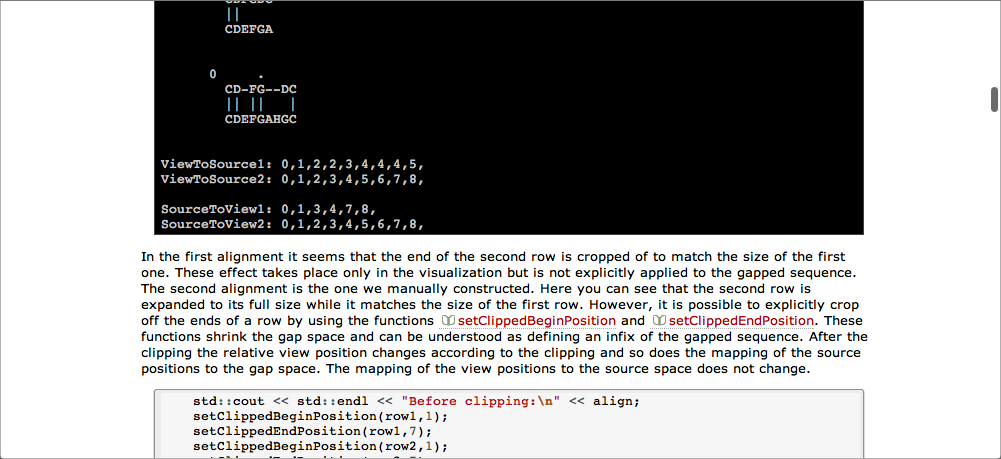 ||
CDEFGA
0     .
CD-FG--DC
|| ||   |
CDEFGAHGC
ViewToSource1: 0,1,2,2,3,4,4,4,5,
ViewToSource2: 0,1,2,3,4,5,6,7,8,
SourceToView1: 0,1,3,4,7,8,
SourceToView2: 0,1,2,3,4,5,6,7,8,
In the first alignment it seems that the end of the second row is cropped of to match the size of the first
one. These effect takes place only in the visualization but is not explicitly applied to the gapped sequence.
The second alignment is the one we manually constructed. Here you can see that the second row is
expanded to its full size while it matches the size of the first row. However, it is possible to explicitly crop
off the ends of a row by using the functions setClippedBeginPosition and setClippedEndPosition. These
functions shrink the gap space and can be understood as defining an infix of the gapped sequence. After the
clipping the relative view position changes according to the clipping and so does the mapping of the source
positions to the gap space. The mapping of the view positions to the source space does not change.
std::cout << std::endl << "Before clipping:\n" << align;
setClippedBeginPosition(row1,1);
setClippedEndPosition(row1,7);
setClippedBeginPosition(row2,1);